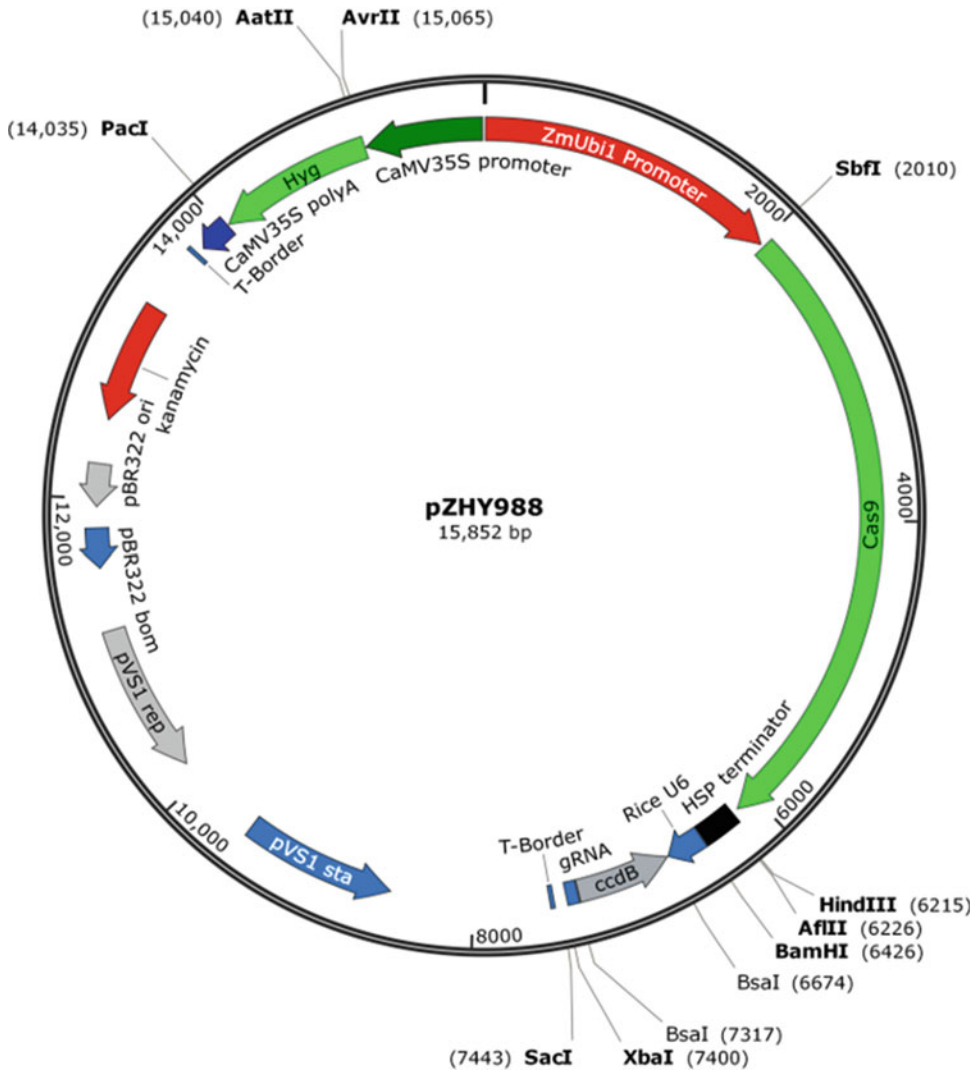 (15,040) AatII
AvrII (15,065)
(14,035) PacI
ZmUbi1 Promoter
CaMV35S promoter
Hyg
CaMV35S polyA
T-Border
14,000
2000
SbfI (2010)
kanamycin
pBR322 ori
12,000
pBR322 bom
pZHY988
15,852 bp
4000
Cas9
pVS1 rep
10,000
pVS1 sta
T-Border
gRNA
ccdB
Rice U6
HSP terminator
6000
8000
HindIII (6215)
AflII (6226)
BamHI (6426)
BsaI (6674)
BsaI (7317)
(7443) SacI
XbaI (7400)